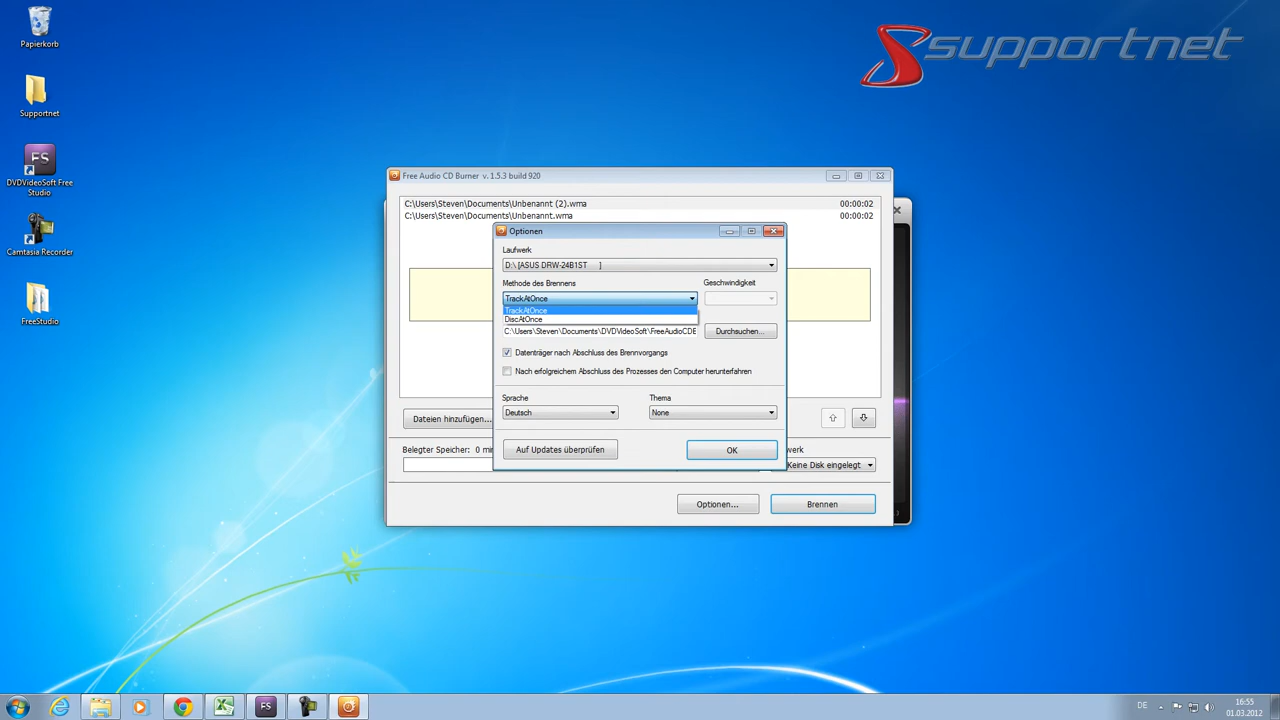 Papierkorb
Supportnet
DVDVideoSoft Free
Studio
Camtasia Recorder
FreeStudio
supportnet
Free Audio CD Burner v. 1.5.3 build 920
C:\Users\Steven\Documents\Unbenannt (2).wma 00:00:02
C:\Users\Steven\Documents\Unbenannt.wma 00:00:02
Optionen
Laufwerk
D:\ [ASUS DRW-24B1ST ]
Methode des Brennens Geschwindigkeit
TrackAtOnce
TrackAtOnce
DiscAtOnce
C:\Users\Steven\Documents\DVDVideoSoft\FreeAudioCDE Durchsuchen...
Datenträger nach Abschluss des Brennvorgangs
Nach erfolgreichem Abschluss des Prozesses den Computer herunterfahren
Sprache Thema
Deutsch None
Auf Updates überprüfen OK
Dateien hinzufügen...
Belegter Speicher: 0 min
werk
Keine Disk eingelegt
Optionen... Brennen
FS
FS
DE
16:55
01.03.2012